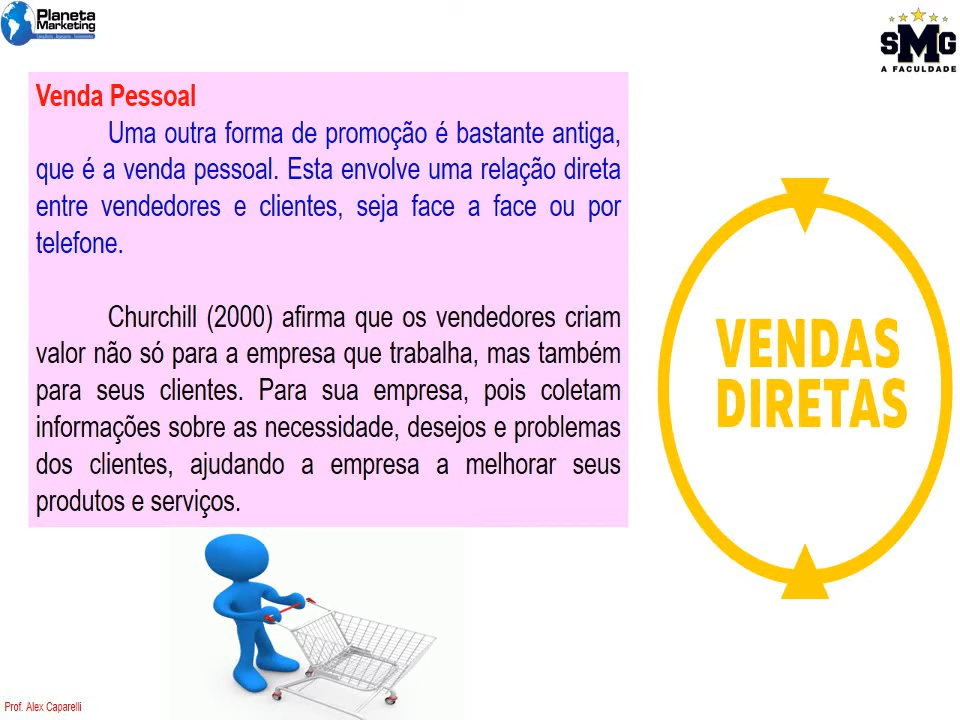 Planeta
Marketing
SMG
A FACULDADE
Venda Pessoal
Uma outra forma de promoção é bastante antiga,
que é a venda pessoal. Esta envolve uma relação direta
entre vendedores e clientes, seja face a face ou por
telefone.
Churchill (2000) afirma que os vendedores criam
valor não só para a empresa que trabalha, mas também
para seus clientes. Para sua empresa, pois coletam
informações sobre as necessidade, desejos e problemas
dos clientes, ajudando a empresa a melhorar seus
produtos e serviços.
VENDAS
DIRETAS
Prof. Alex Caparelli